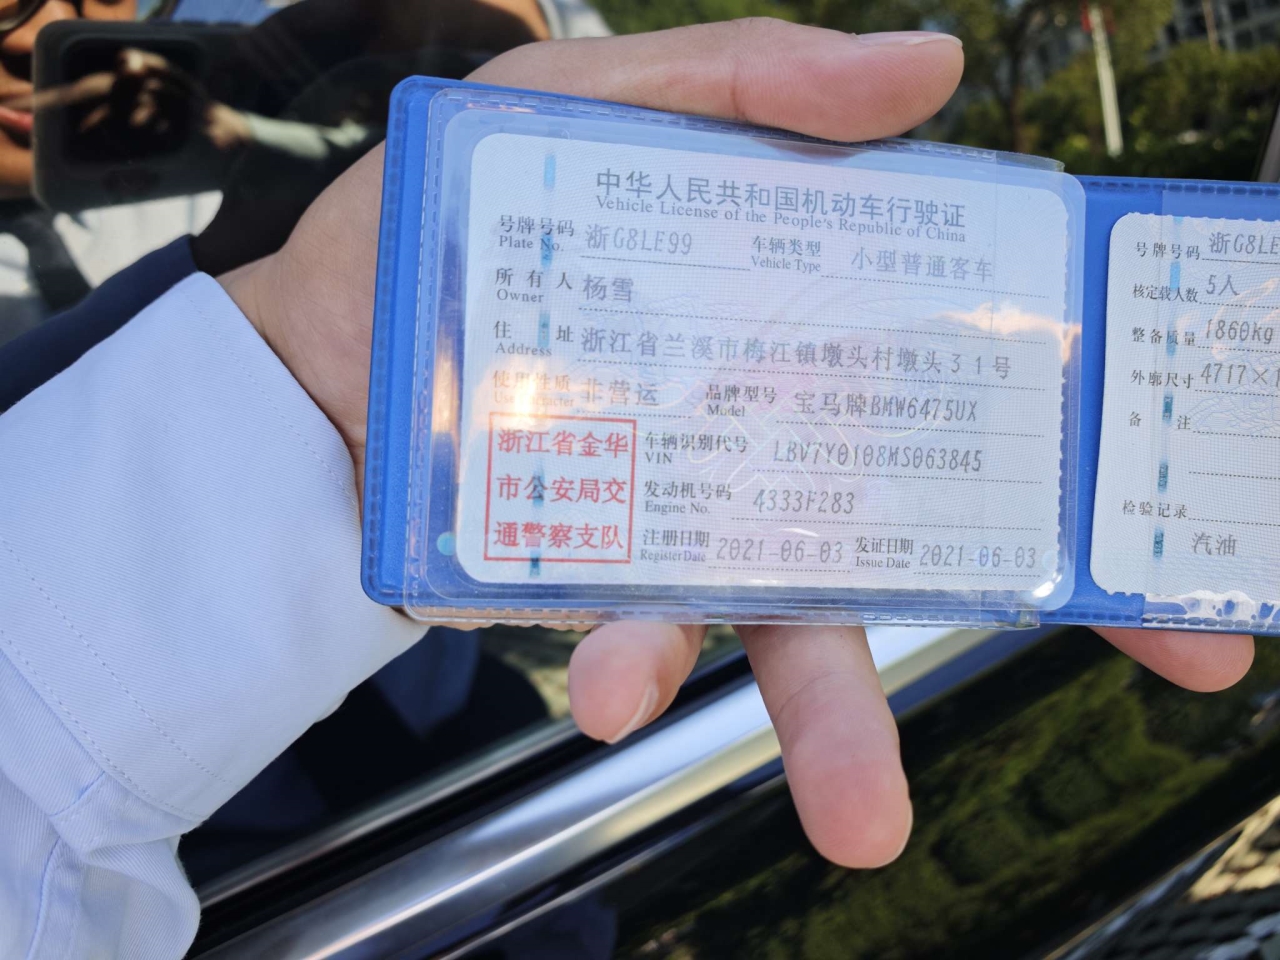 中华人民共和国机动车行驶证
Vehicle License of the People's Republic of China
号牌号码 浙G8LE99 车辆类型 小型普通客车
Plate No. Vehicle Type
所有人 杨雪
Owner
住址 浙江省兰溪市梅江镇墩头村墩头31号
Address
使用性质 非营运 品牌型号 宝马牌BMW6475UX
Use Character Model
浙江省金华
市公安局交
通警察支队
车辆识别代号 LBV7Y0108MS063845
VIN
发动机号码 4333F283
Engine No.
注册日期 2021-06-03 发证日期 2021-06-03
Register Date Issue Date
号牌号码 浙G8LE
核定载人数 5人
整备质量 1860kg
外廓尺寸 4717×
备注
检验记录
汽油